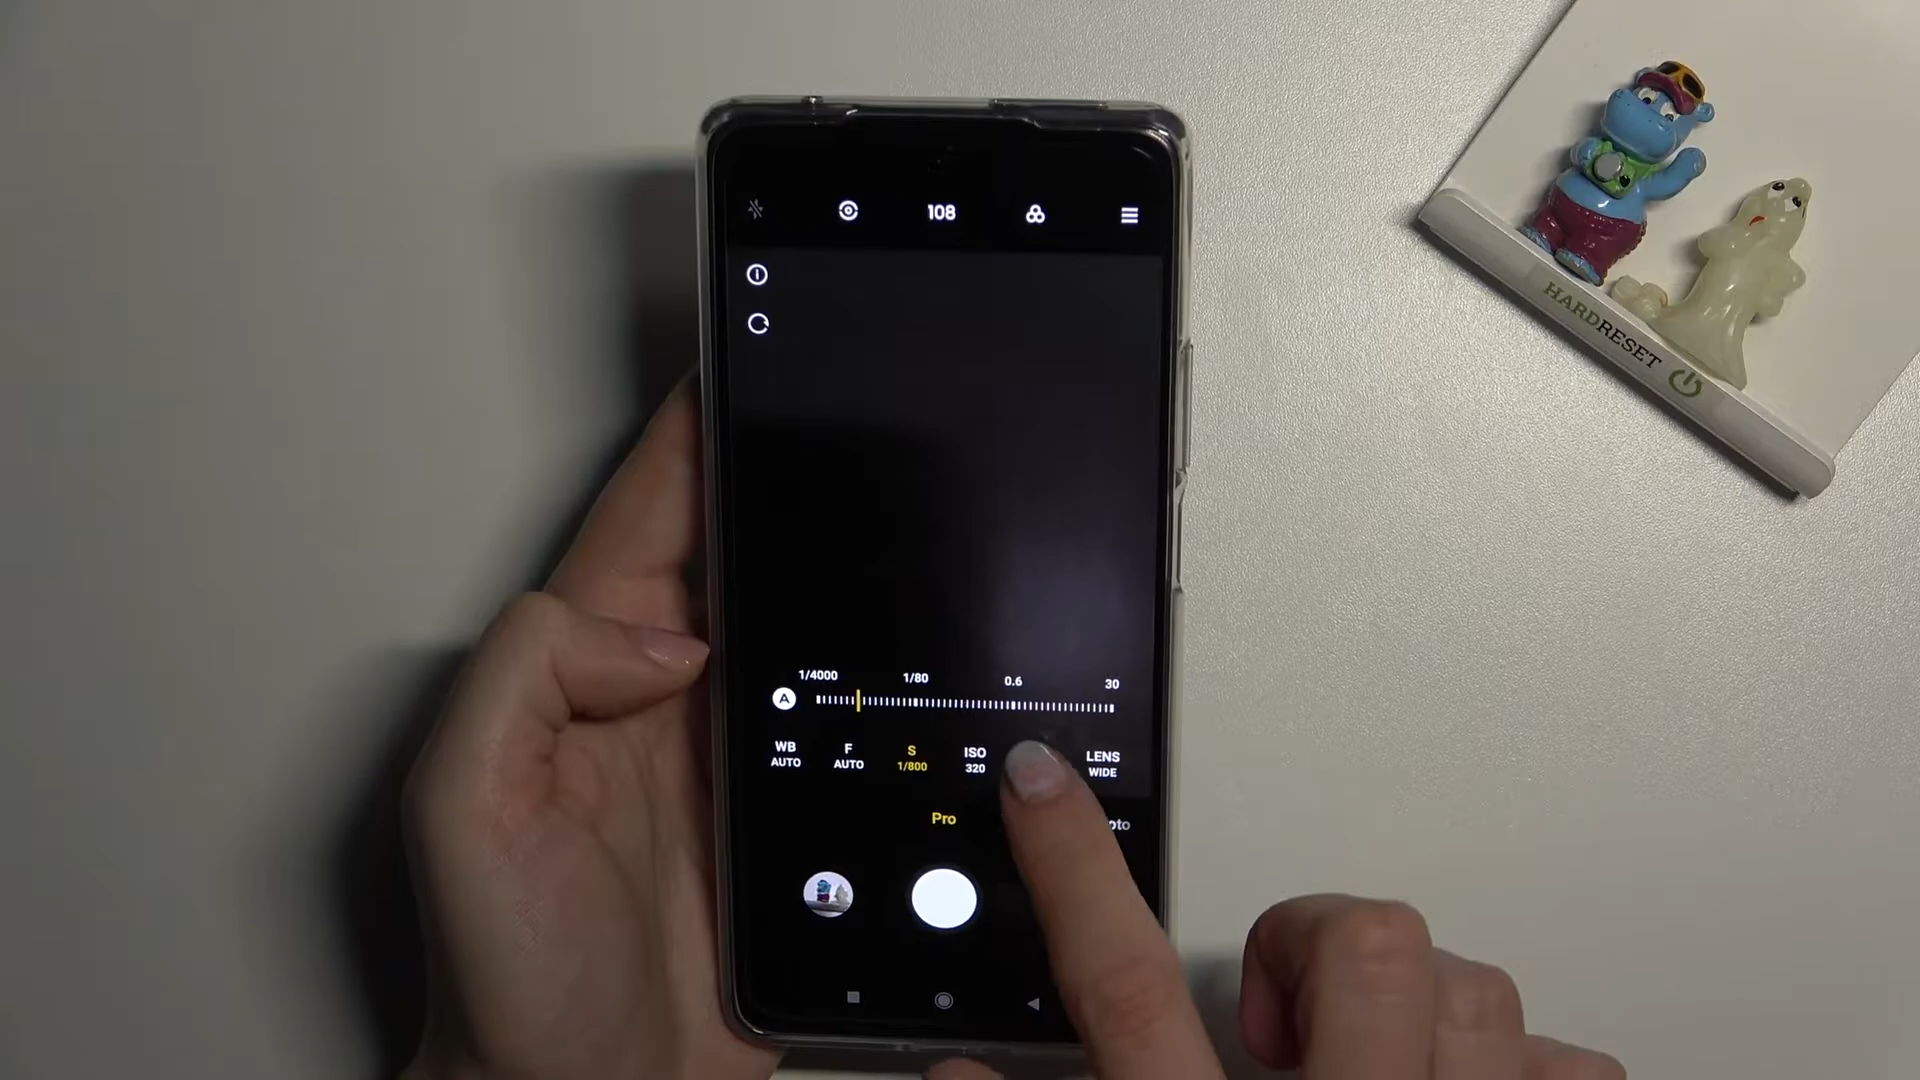 108
1/4000 1/80 0.6 30
A
WB F S ISO LENS
AUTO AUTO 1/800 320 WIDE
Pro oto
HARDRESET